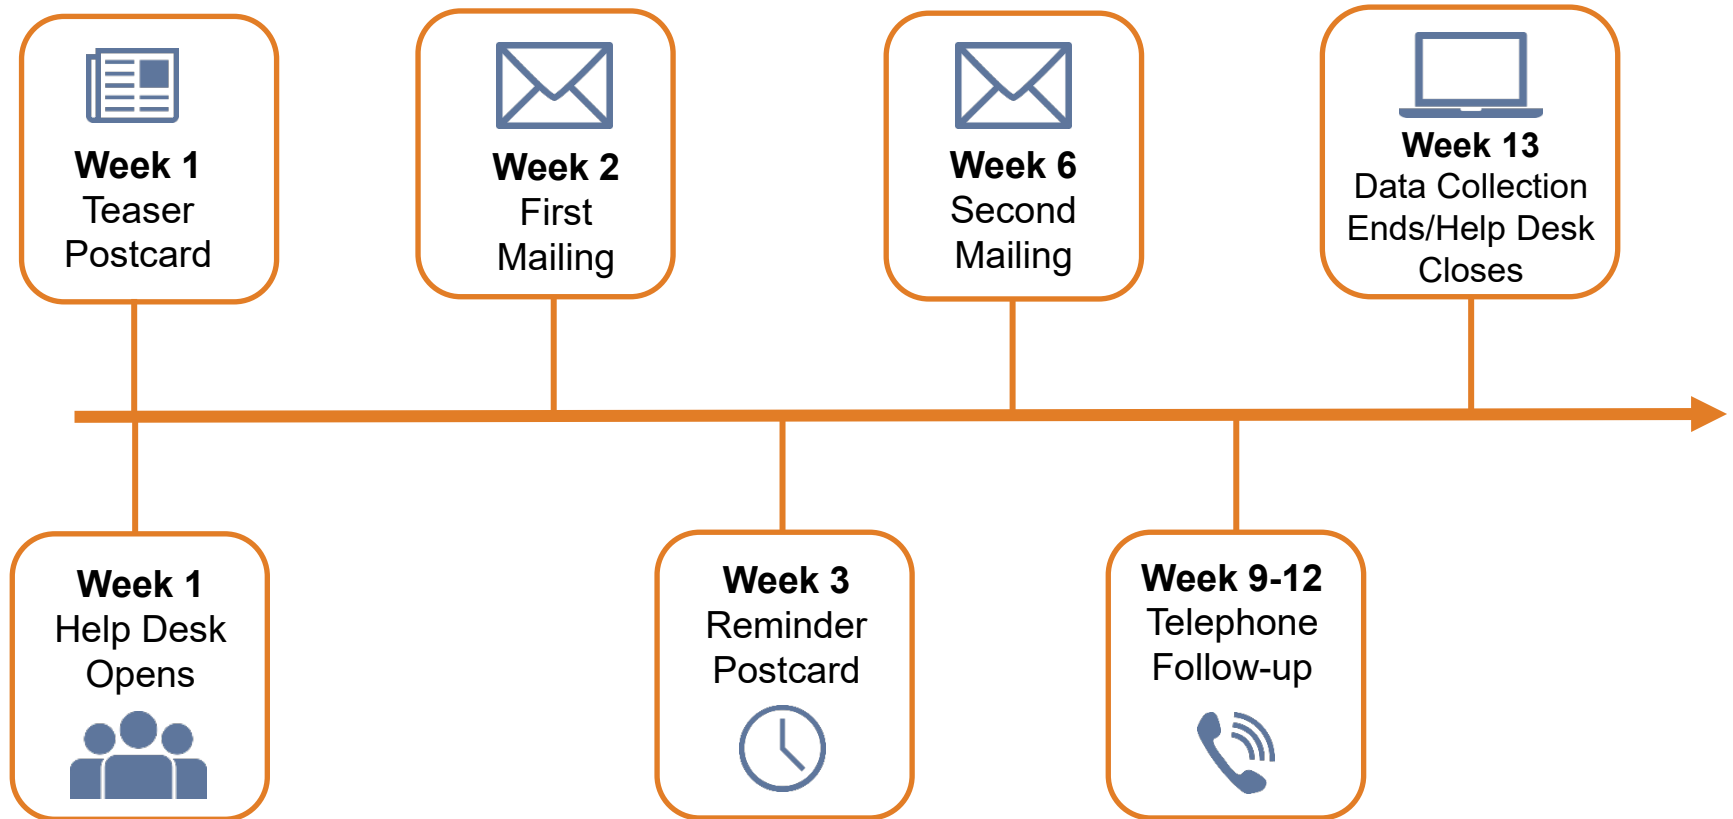 Week 1
Teaser
Postcard
Week 2
First
Mailing
Week 6
Second
Mailing
Week 13
Data Collection
Ends/Help Desk
Closes
Week 1
Help Desk
Opens
Week 3
Reminder
Postcard
Week 9-12
Telephone
Follow-up